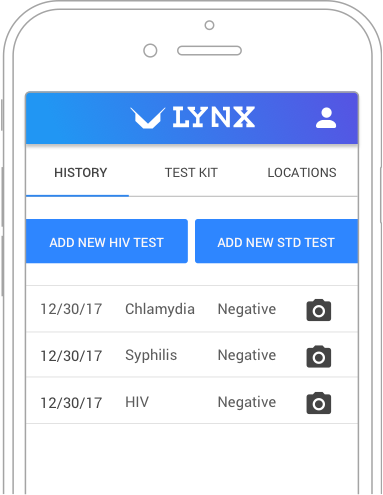 LYNX
HISTORY TEST KIT LOCATIONS
ADD NEW HIV TEST ADD NEW STD TEST
12/30/17 Chlamydia Negative
12/30/17 Syphilis Negative
12/30/17 HIV Negative